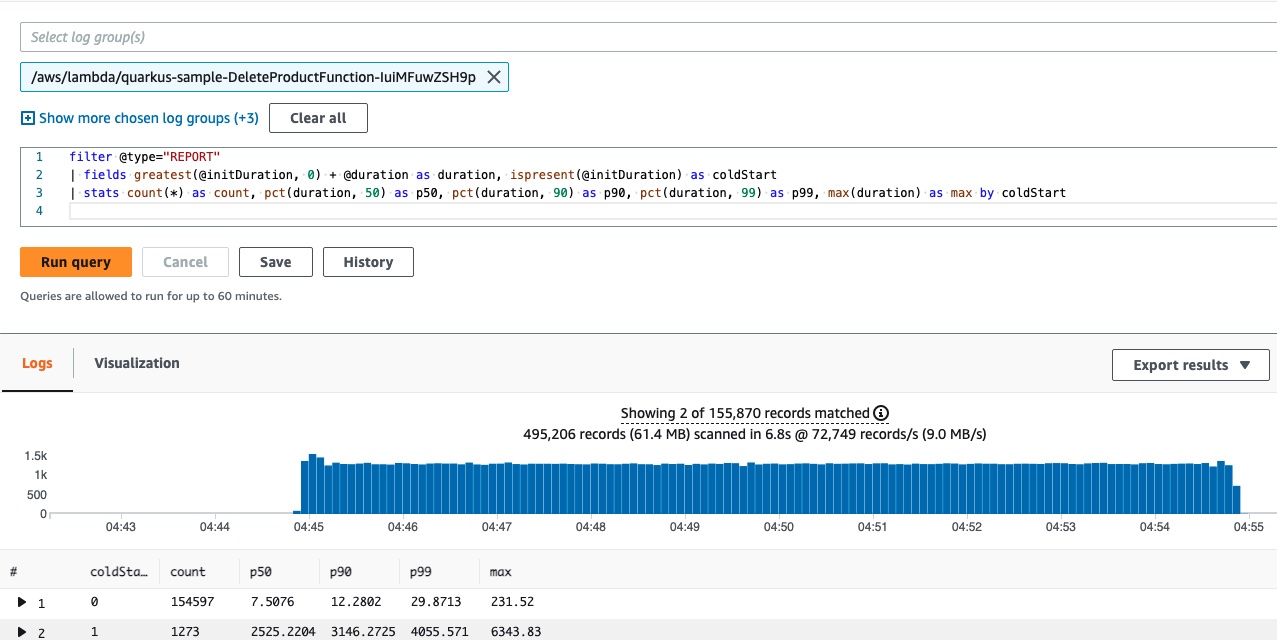 Select log group(s)
/aws/lambda/quarkus-sample-DeleteProductFunction-IuiMFuwZSH9p
Show more chosen log groups (+3) Clear all
1 filter @type="REPORT"
2 | fields greatest(@initDuration, 0) + @duration as duration, ispresent(@initDuration) as coldStart
3 | stats count(*) as count, pct(duration, 50) as p50, pct(duration, 90) as p90, pct(duration, 99) as p99, max(duration) as max by coldStart
4
Run query Cancel Save History
Queries are allowed to run for up to 60 minutes.
Logs Visualization
Export results
Showing 2 of 155,870 records matched
495,206 records (61.4 MB) scanned in 6.8s @ 72,749 records/s (9.0 MB/s)
1.5k
1k
500
0
04:43 04:44 04:45 04:46 04:47 04:48 04:49 04:50 04:51 04:52 04:53 04:54 04:55
# coldSta... count p50 p90 p99 max
1 0 154597 7.5076 12.2802 29.8713 231.52
2 1 1273 2525.2204 3146.2725 4055.571 6343.83